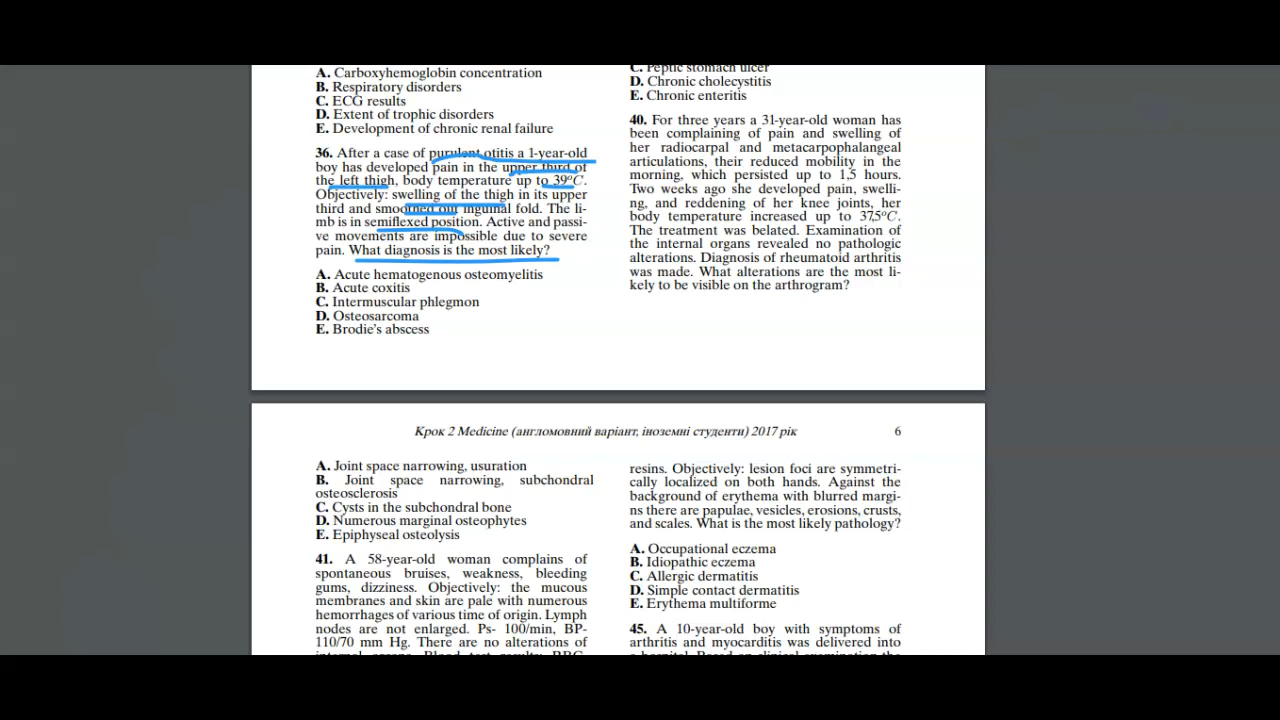 A. Carboxyhemoglobin concentration
B. Respiratory disorders
C. ECG results
D. Extent of trophic disorders
E. Development of chronic renal failure
36. After a case of purulent otitis a 1-year-old
boy has developed pain in the upper third of
the left thigh, body temperature up to 39°C.
Objectively: swelling of the thigh in its upper
third and smoothed out inguinal fold. The li-
mb is in semiflexed position. Active and passi-
ve movements are impossible due to severe
pain. What diagnosis is the most likely?
A. Acute hematogenous osteomyelitis
B. Acute coxitis
C. Intermuscular phlegmon
D. Osteosarcoma
E. Brodie's abscess
C. Peptic stomach ulcer
D. Chronic cholecystitis
E. Chronic enteritis
40. For three years a 31-year-old woman has
been complaining of pain and swelling of
her radiocarpal and metacarpophalangeal
articulations, their reduced mobility in the
morning, which persisted up to 1,5 hours.
Two weeks ago she developed pain, swelli-
ng, and reddening of her knee joints, her
body temperature increased up to 37,5°C.
The treatment was belated. Examination of
the internal organs revealed no pathologic
alterations. Diagnosis of rheumatoid arthritis
was made. What alterations are the most li-
kely to be visible on the arthrogram?
Крок 2 Medicine (англомовний варіант, іноземні студенти) 2017 рік 6
A. Joint space narrowing, usuration
B. Joint space narrowing, subchondral
osteosclerosis
C. Cysts in the subchondral bone
D. Numerous marginal osteophytes
E. Epiphyseal osteolysis
41. A 58-year-old woman complains of
spontaneous bruises, weakness, bleeding
gums, dizziness. Objectively: the mucous
membranes and skin are pale with numerous
hemorrhages of various time of origin. Lymph
nodes are not enlarged. Ps- 100/min, BP-
110/70 mm Hg. There are no alterations of
resins. Objectively: lesion foci are symmetri-
cally localized on both hands. Against the
background of erythema with blurred margi-
ns there are papulae, vesicles, erosions, crusts,
and scales. What is the most likely pathology?
A. Occupational eczema
B. Idiopathic eczema
C. Allergic dermatitis
D. Simple contact dermatitis
E. Erythema multiforme
45. A 10-year-old boy with symptoms of
arthritis and myocarditis was delivered into